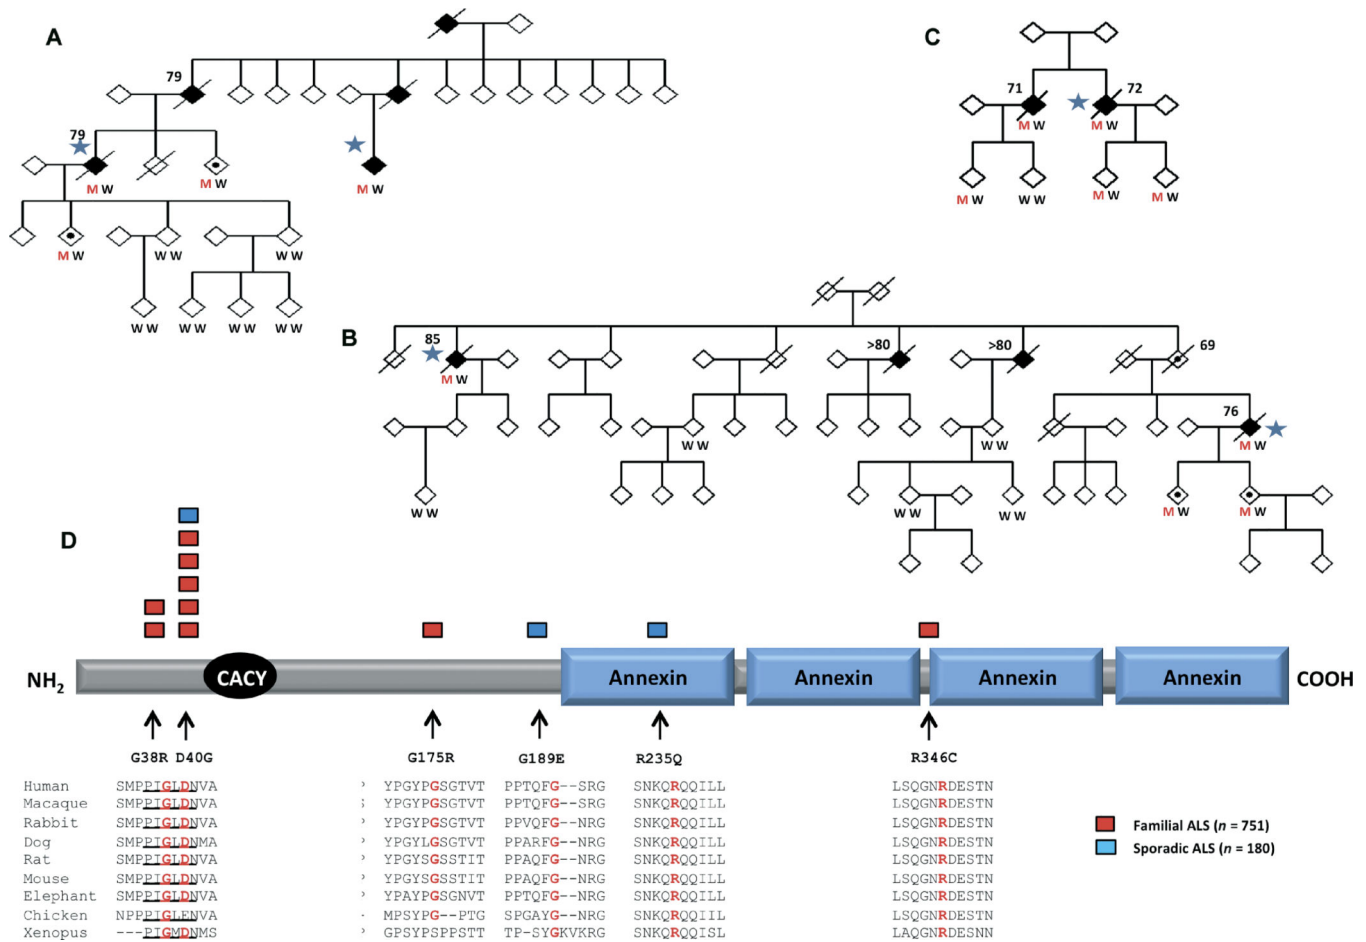 A
C
79
71
72
79
M W
M W
M W
M W
M W
M W
W W
M W
M W
M W
W W
W W
W W
W W
W W
W W
B
85
>80
>80
69
M W
76
W W
W W
M W
W W
W W
W W
M W
M W
D
NH2
CACY
Annexin
Annexin
Annexin
Annexin
COOH
G38R D40G G175R G189E R235Q R346C
Human SMPPIGLDNVA YPGYPGSGTVT PPTQFG--SRG SNKQRQQILL LSQGNRDESTN
Macaque SMPPIGLDNVA YPGYPGSGTVT PPTQFG--SRG SNKQRQQILL LSQGNRDESTN
Rabbit SMPPIGLDNVA YPGYPGSGTVT PPVQFG--SRG SNKQRQQILL LSQGNRDESTN
Dog SMPPIGLDNMA YPGYLGSGTVT PPARFG--SRG SNKQRQQILL LSQGNRDESTN
Rat SMPPIGLDNVA YPGYSGSSTIT PPAQFG--NRG SNKQRQQILL LSQGNRDESTN
Mouse SMPPIGLDNVA YPGYSGSSTIT PPAQFG--NRG SNKQRQQILL LSQGNRDESTN
Elephant SMPPIGLDNVA YPAYPGSGNVT PPTQFG--NRG SNKQRQQILL LSQGNRDESTN
Chicken NPPPIGLENVA MPSYPG--PTG SPGAYG--NRG SNKQRQQILL LSQGNRDESTN
Xenopus ---PIGMDNMS GPSYPSPPSTT TP-SYGKVKRG SNKQRQQISL LAQGNRDESNN
Familial ALS (n = 751)
Sporadic ALS (n = 180)